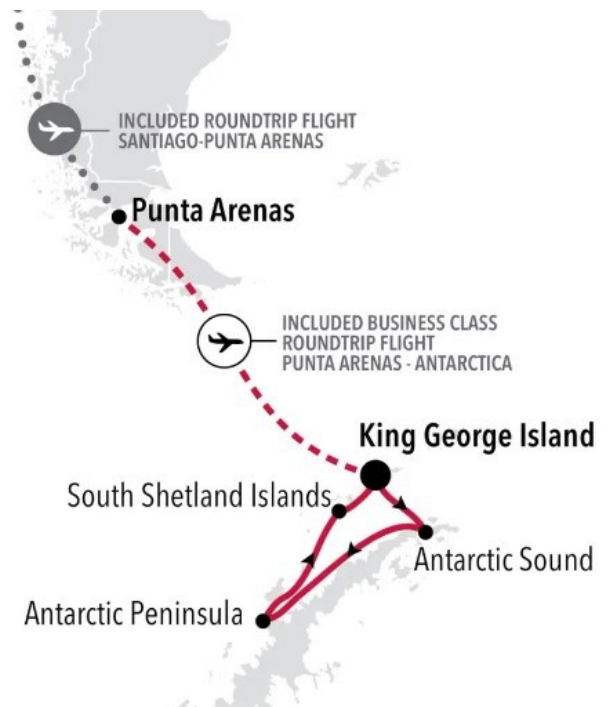 INCLUDED ROUNDTRIP FLIGHT
SANTIAGO-PUNTA ARENAS
Punta Arenas
INCLUDED BUSINESS CLASS
ROUNDTRIP FLIGHT
PUNTA ARENAS - ANTARCTICA
King George Island
South Shetland Islands
Antarctic Sound
Antarctic Peninsula